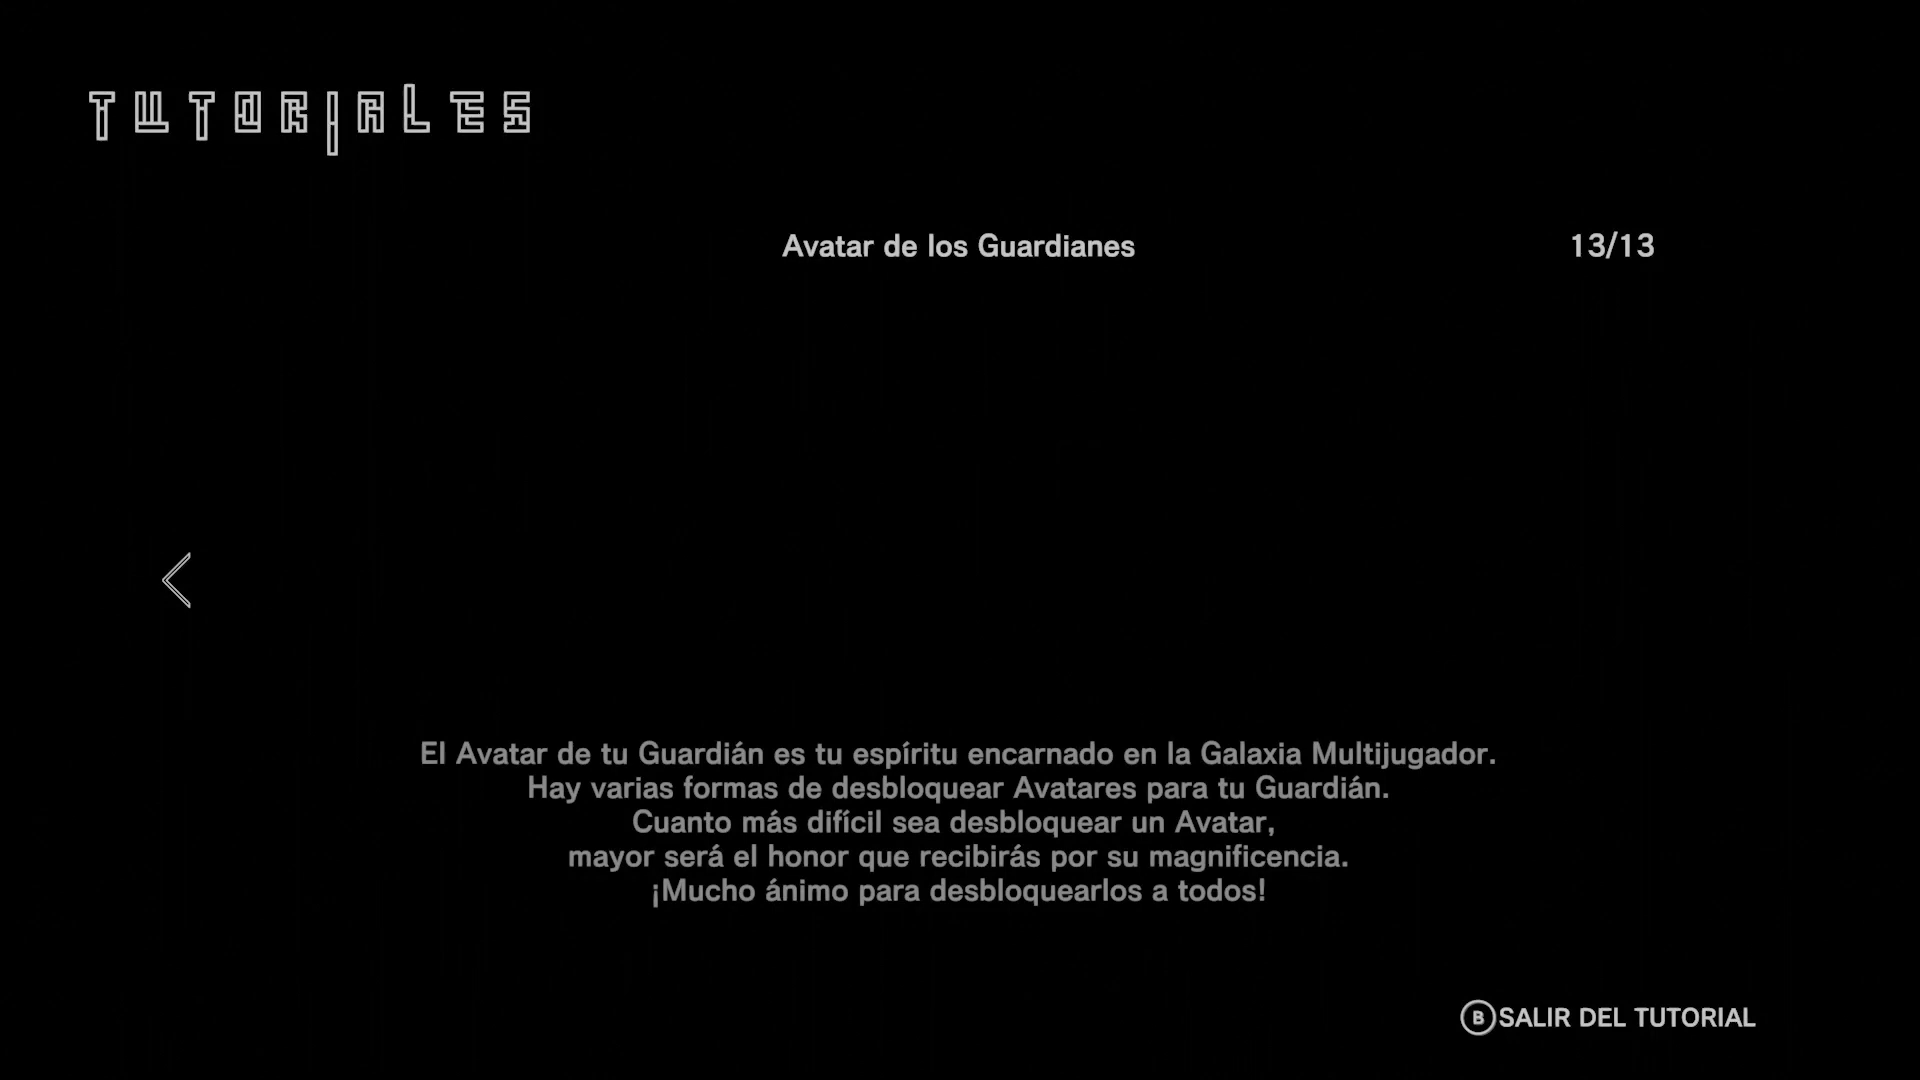 TUTORIALES
Avatar de los Guardianes
13/13
El Avatar de tu Guardián es tu espíritu encarnado en la Galaxia Multijugador.
Hay varias formas de desbloquear Avatares para tu Guardián.
Cuanto más difícil sea desbloquear un Avatar,
mayor será el honor que recibirás por su magnificencia.
¡Mucho ánimo para desbloquearlos a todos!
B SALIR DEL TUTORIAL